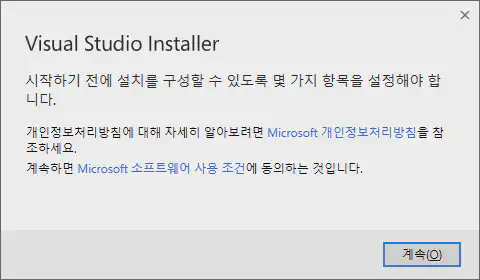 Visual Studio Installer
시작하기 전에 설치를 구성할 수 있도록 몇 가지 항목을 설정해야 합
니다.
개인정보처리방침에 대해 자세히 알아보려면 Microsoft 개인정보처리방침을 참
조하세요.
계속하면 Microsoft 소프트웨어 사용 조건에 동의하는 것입니다.
계속(O)